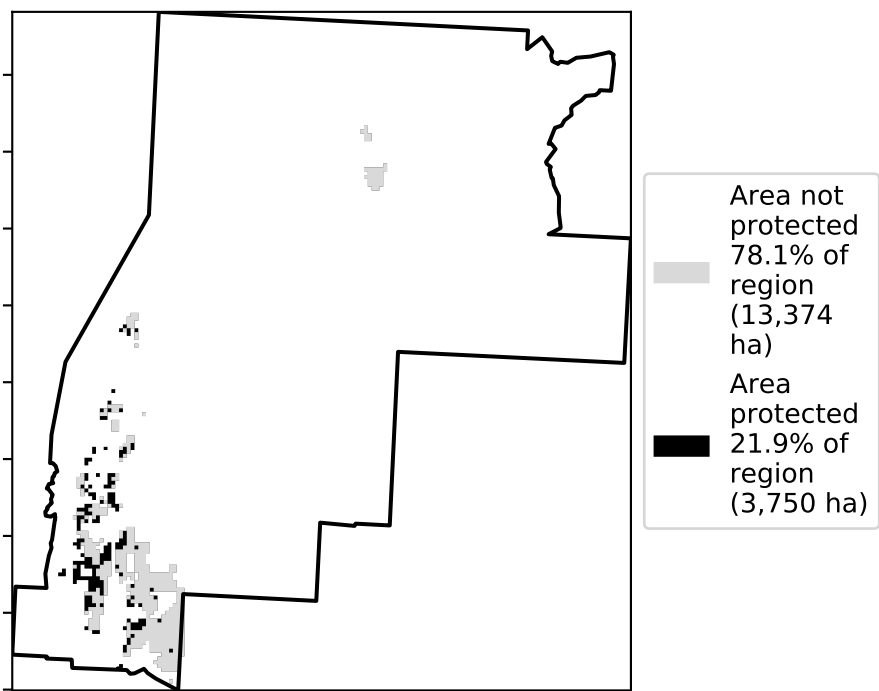 Area not
protected
78.1% of
region
(13,374
ha)
Area
protected
21.9% of
region
(3,750 ha)